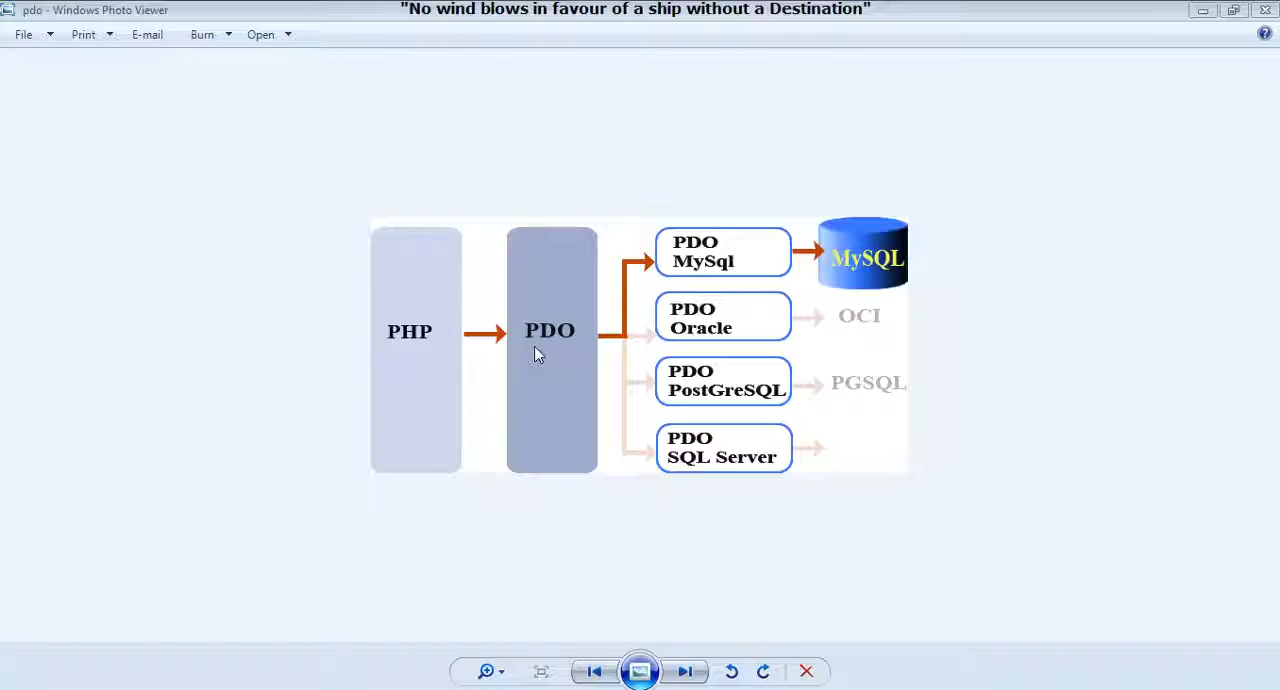 "No wind blows in favour of a ship without a Destination"
pdo - Windows Photo Viewer
File Print E-mail Burn Open
PHP
PDO
PDO
MySql
MySQL
PDO
Oracle
OCI
PDO
PostGreSQL
PGSQL
PDO
SQL Server